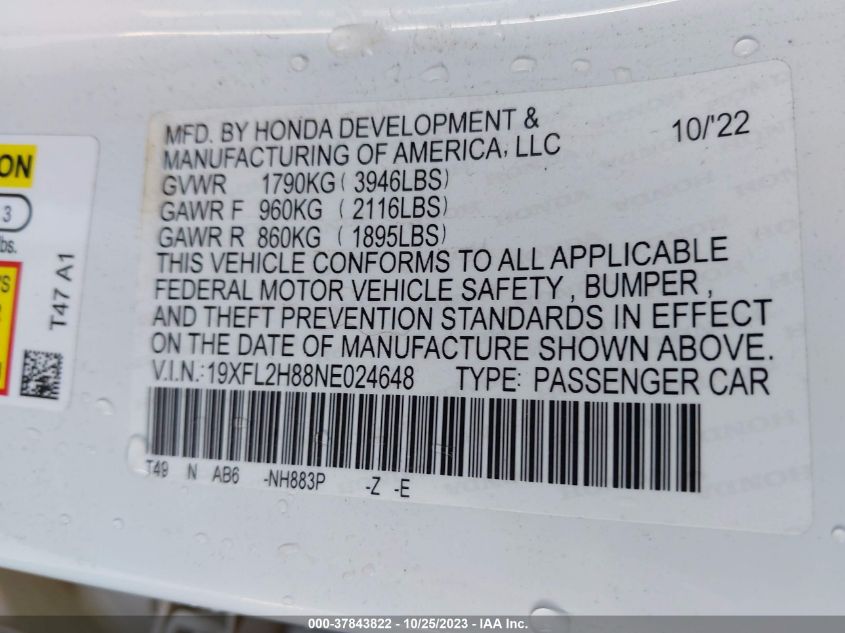 MFD. BY HONDA DEVELOPMENT & 10/'22
MANUFACTURING OF AMERICA, LLC
GVWR 1790KG ( 3946LBS)
GAWR F 960KG ( 2116LBS)
GAWR R 860KG ( 1895LBS)
THIS VEHICLE CONFORMS TO ALL APPLICABLE
FEDERAL MOTOR VEHICLE SAFETY , BUMPER ,
AND THEFT PREVENTION STANDARDS IN EFFECT
ON THE DATE OF MANUFACTURE SHOWN ABOVE.
V.I.N.:19XFL2H88NE024648 TYPE: PASSENGER CAR
T49 N AB6 -NH883P -Z -E
ON
3
bs.
T47 A1
000-37843822 - 10/25/2023 - IAA Inc.